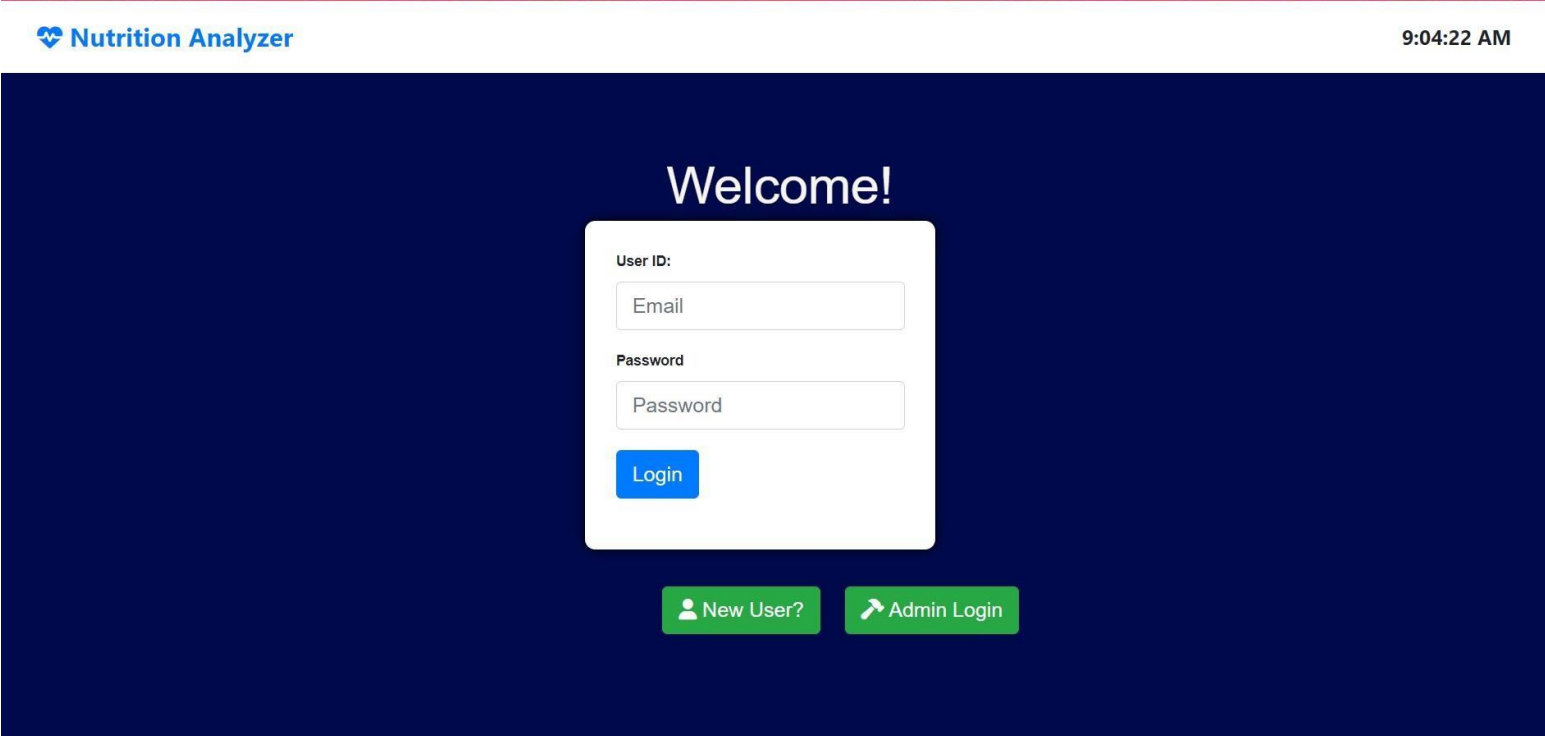 Nutrition Analyzer 9:04:22 AM
Welcome!
User ID:
Email
Password
Password
Login
New User? Admin Login